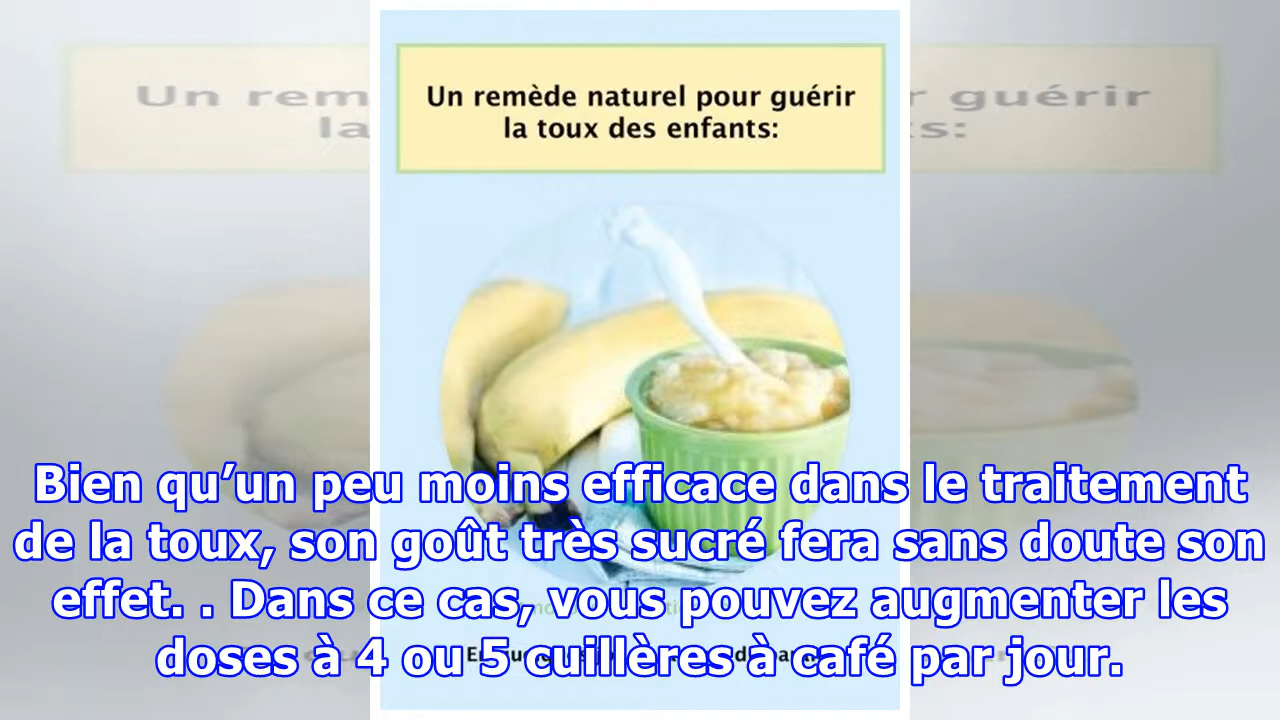 Un remède naturel pour guérir
la toux des enfants:
Bien qu’un peu moins efficace dans le traitement
de la toux, son goût très sucré fera sans doute son
effet. . Dans ce cas, vous pouvez augmenter les
doses à 4 ou 5 cuillères à café par jour.